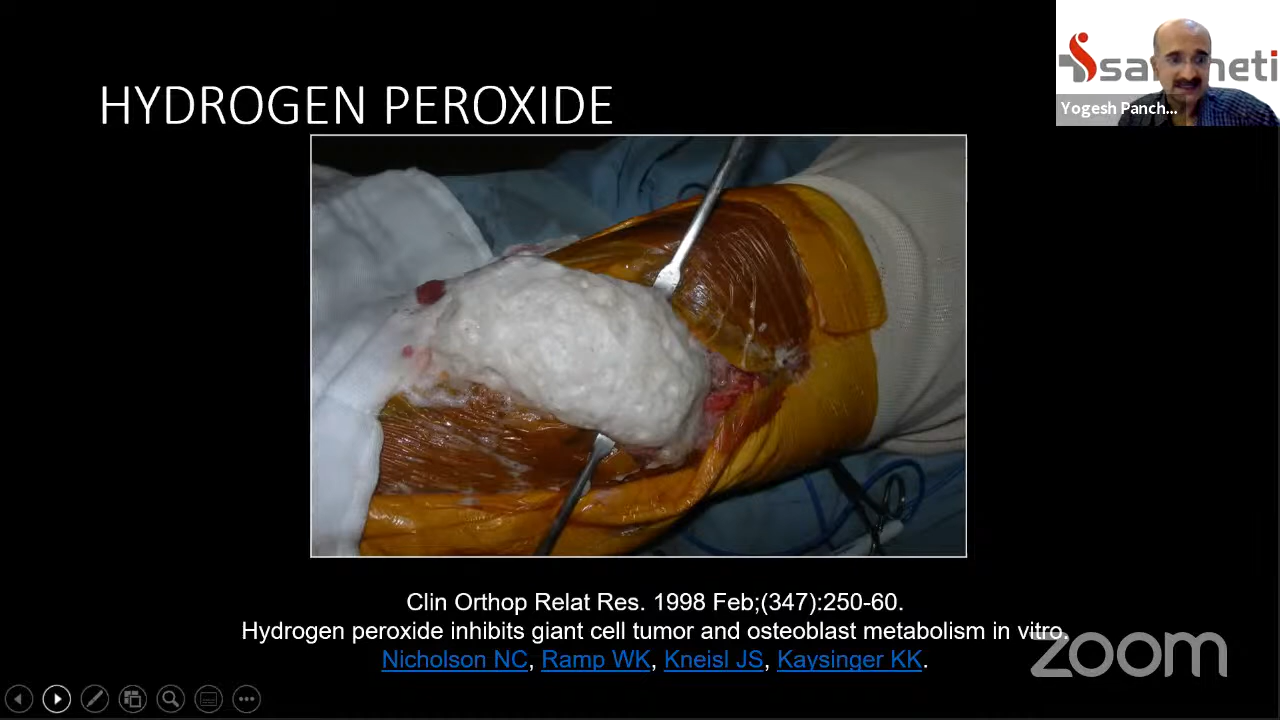 HYDROGEN PEROXIDE
Yogesh Panch...
Clin Orthop Relat Res. 1998 Feb;(347):250-60.
Hydrogen peroxide inhibits giant cell tumor and osteoblast metabolism in vitro.
Nicholson NC, Ramp WK, Kneisl JS, Kaysinger KK.
zoom